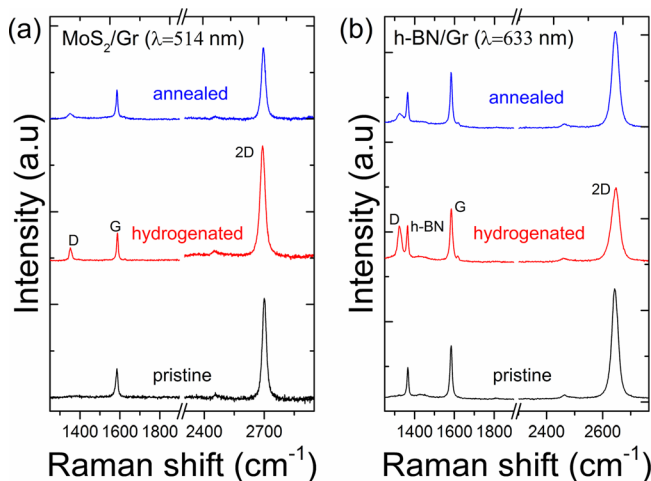 (a)
MoS₂/Gr (λ=514 nm)
annealed
2D
D
G
hydrogenated
pristine
Intensity (a.u)
1400 1600 1800 2400 2700
Raman shift (cm⁻¹)
(b)
h-BN/Gr (λ=633 nm)
annealed
2D
D
h-BN
G
hydrogenated
pristine
Intensity (a.u)
1400 1600 1800 2400 2600
Raman shift (cm⁻¹)